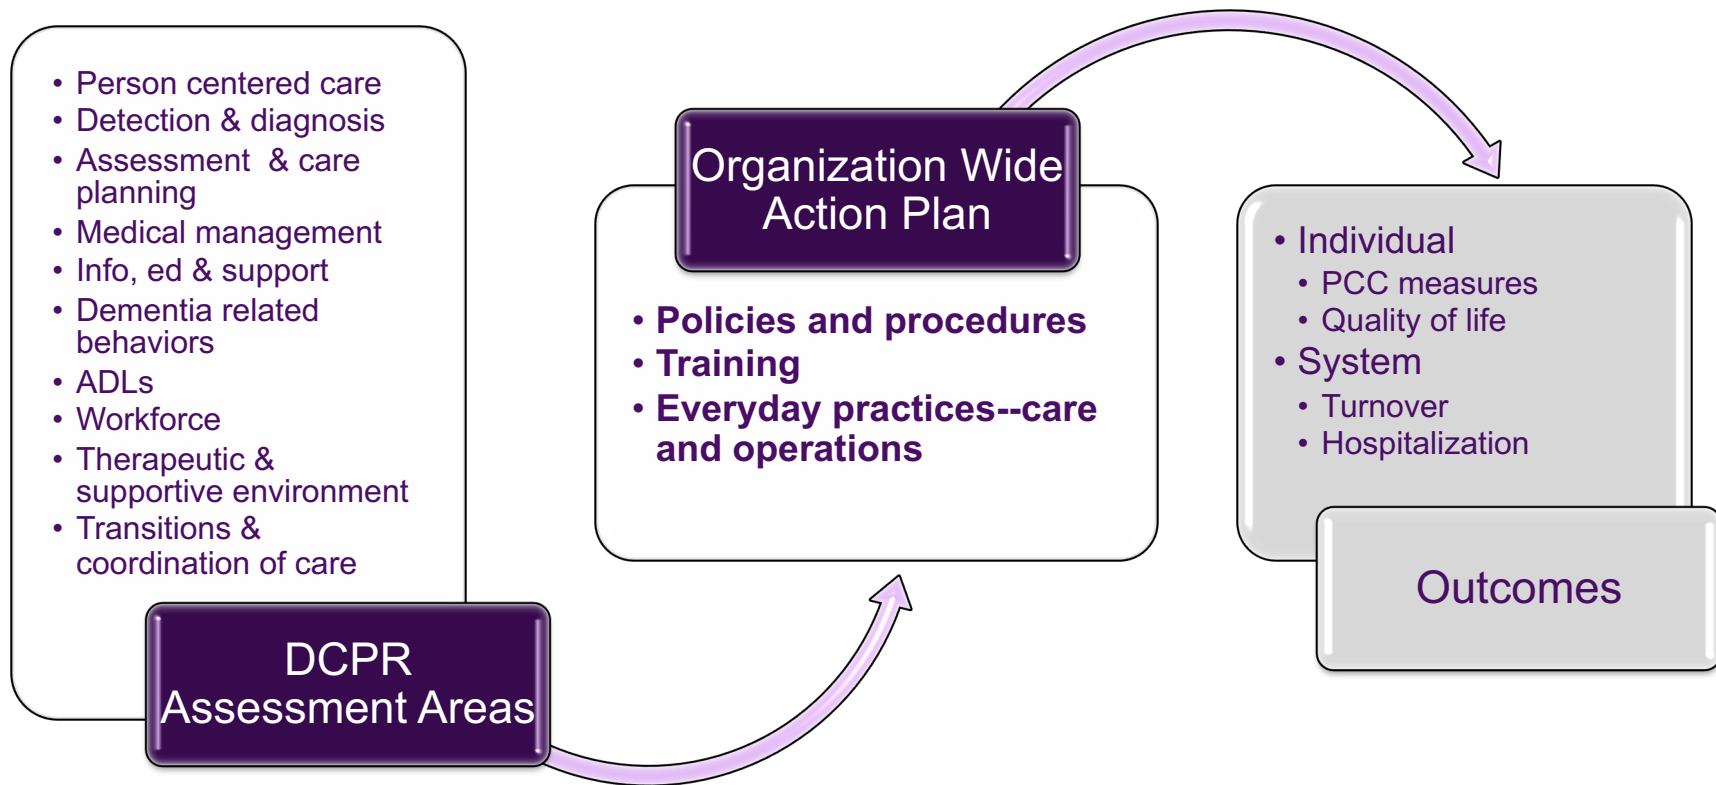 • Person centered care
• Detection & diagnosis
• Assessment & care
planning
• Medical management
• Info, ed & support
• Dementia related
behaviors
• ADLs
• Workforce
• Therapeutic &
supportive environment
• Transitions &
coordination of care
DCPR
Assessment Areas
Organization Wide
Action Plan
• Policies and procedures
• Training
• Everyday practices--care
and operations
• Individual
• PCC measures
• Quality of life
• System
• Turnover
• Hospitalization
Outcomes